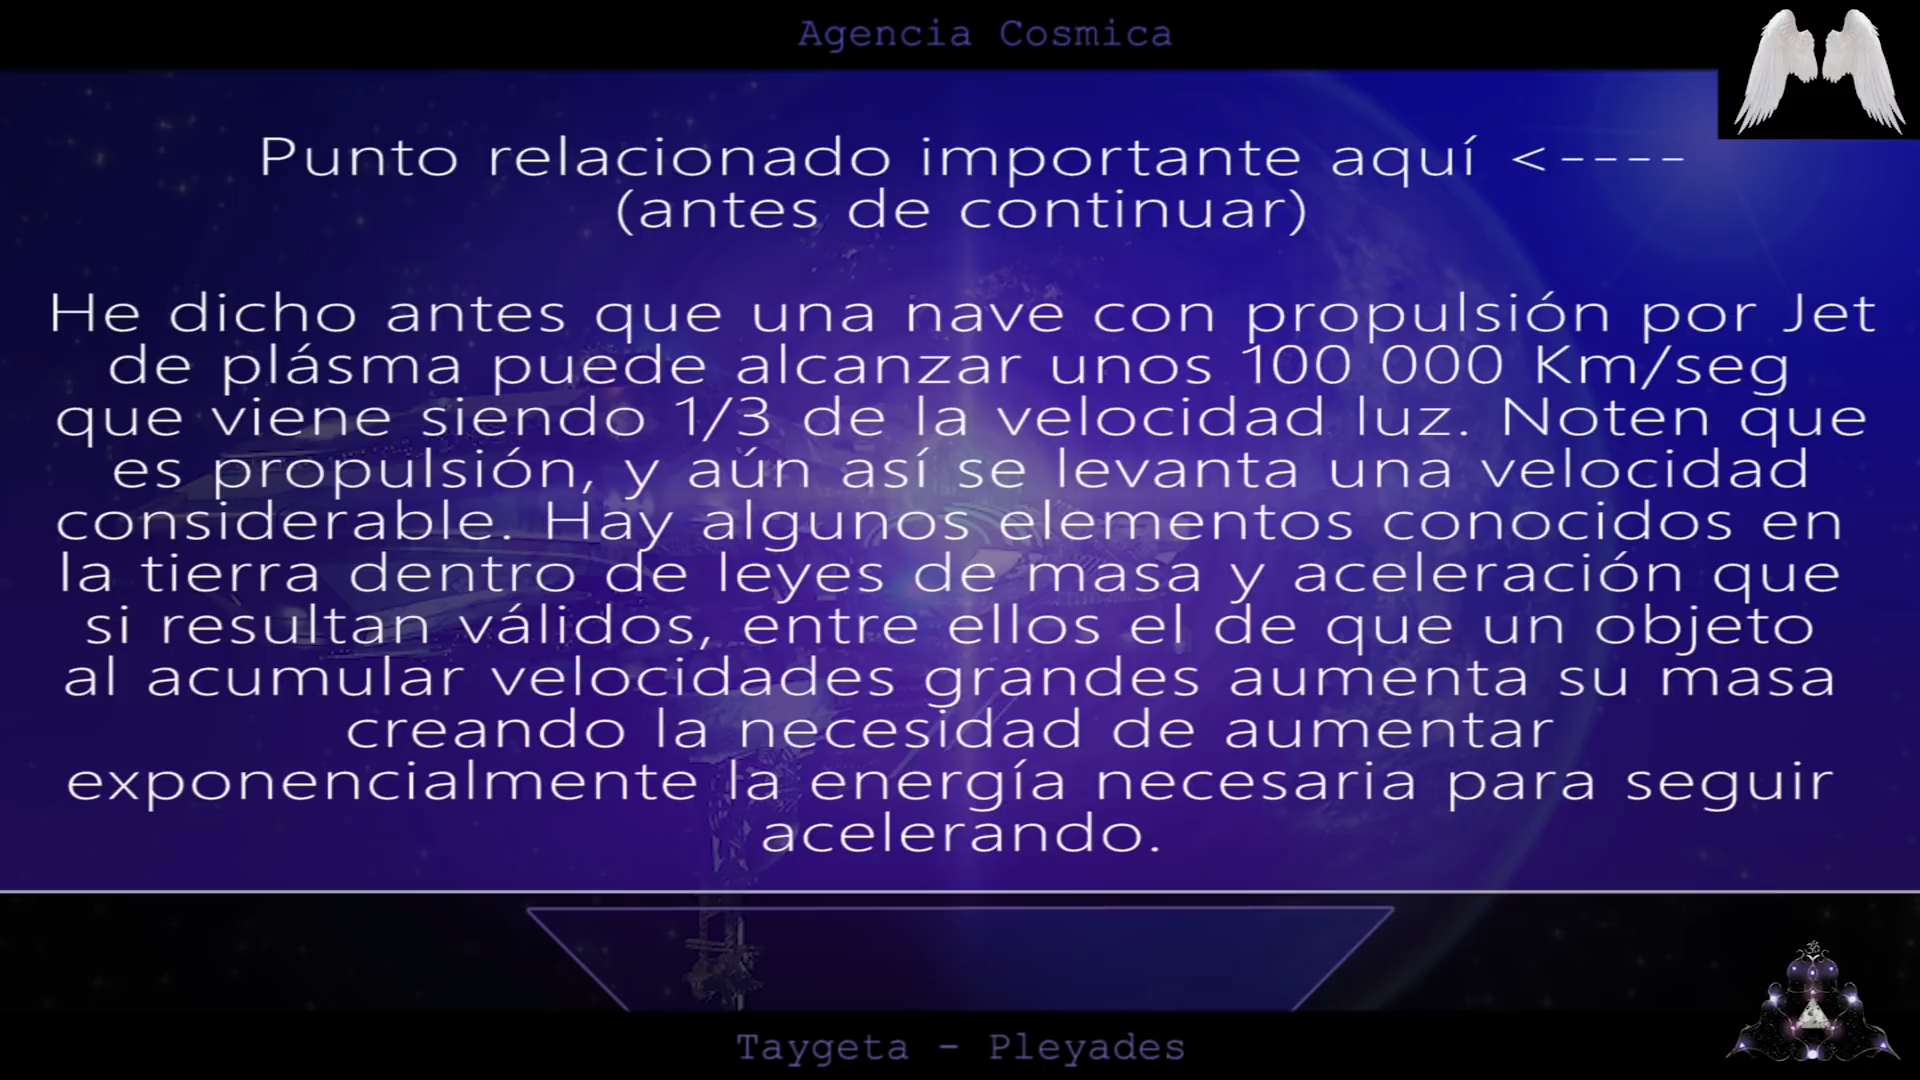 Agencia Cosmica
Punto relacionado importante aquí <----
(antes de continuar)
He dicho antes que una nave con propulsión por Jet
de plásma puede alcanzar unos 100 000 Km/seg
que viene siendo 1/3 de la velocidad luz. Noten que
es propulsión, y aún así se levanta una velocidad
considerable. Hay algunos elementos conocidos en
la tierra dentro de leyes de masa y aceleración que
si resultan válidos, entre ellos el de que un objeto
al acumular velocidades grandes aumenta su masa
creando la necesidad de aumentar
exponencialmente la energía necesaria para seguir
acelerando.
ॐ
Taygeta - Pleyades